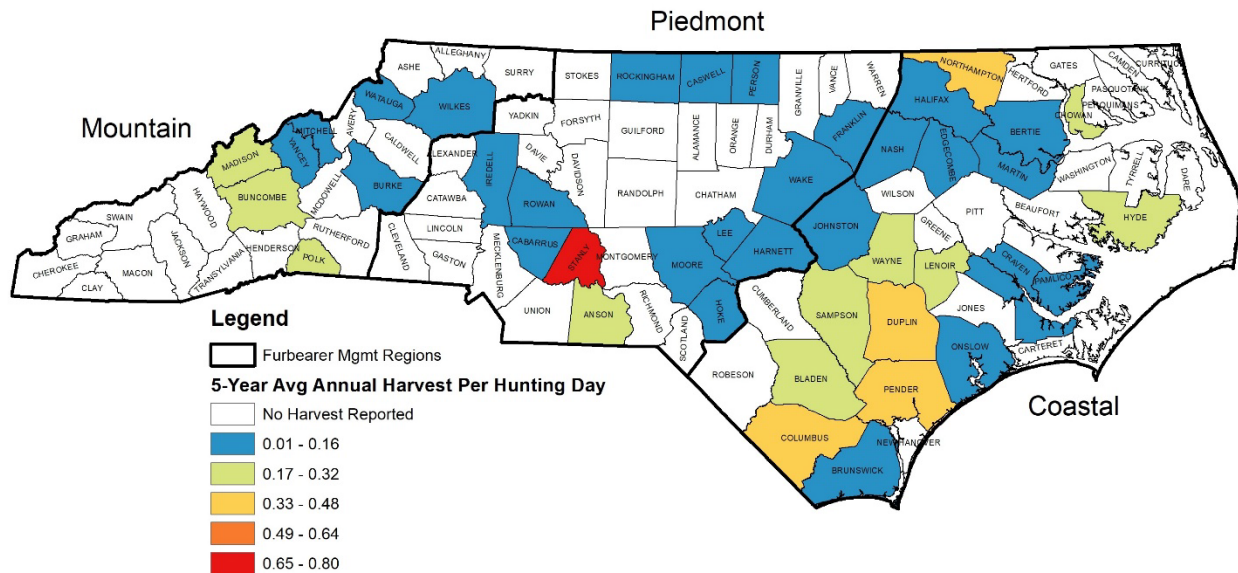 Piedmont
Mountain
Coastal
ALLEGHANY
ASHE
SURRY
STOKES
ROCKINGHAM
CASWELL
PERSON
GRANVILLE
VANCE
WARREN
NORTHAMPTON
HERTFORD
GATES
CAMDEN
CURRITUCK
PASQUOTANK
PERQUIMANS
CHOWAN
WATAUGA
WILKES
YADKIN
FORSYTH
GUILFORD
ALAMANCE
ORANGE
DURHAM
FRANKLIN
HALIFAX
BERTIE
MITCHELL
AVERY
YANCEY
CALDWELL
ALEXANDER
IREDELL
DAVIE
DAVIDSON
RANDOLPH
CHATHAM
WAKE
NASH
EDGECOMBE
MARTIN
WASHINGTON
TYRRELL
DARE
MADISON
BUNCOMBE
MCDOWELL
BURKE
CATAWBA
ROWAN
WILSON
PITT
BEAUFORT
HYDE
HAYWOOD
SWAIN
GRAHAM
CHEROKEE
CLAY
MACON
JACKSON
TRANSYLVANIA
HENDERSON
POLK
RUTHERFORD
CLEVELAND
LINCOLN
GASTON
MECKLENBURG
CABARRUS
STANLY
MONTGOMERY
MOORE
LEE
HARNETT
JOHNSTON
GREENE
WAYNE
LENOIR
CRAVEN
PAMLICO
UNION
ANSON
RICHMOND
SCOTLAND
HOKE
CUMBERLAND
SAMPSON
DUPLIN
JONES
ONSLOW
CARTERET
ROBESON
BLADEN
PENDER
COLUMBUS
NEW HANOVER
BRUNSWICK
Legend
Furbearer Mgmt Regions
5-Year Avg Annual Harvest Per Hunting Day
No Harvest Reported
0.01 - 0.16
0.17 - 0.32
0.33 - 0.48
0.49 - 0.64
0.65 - 0.80